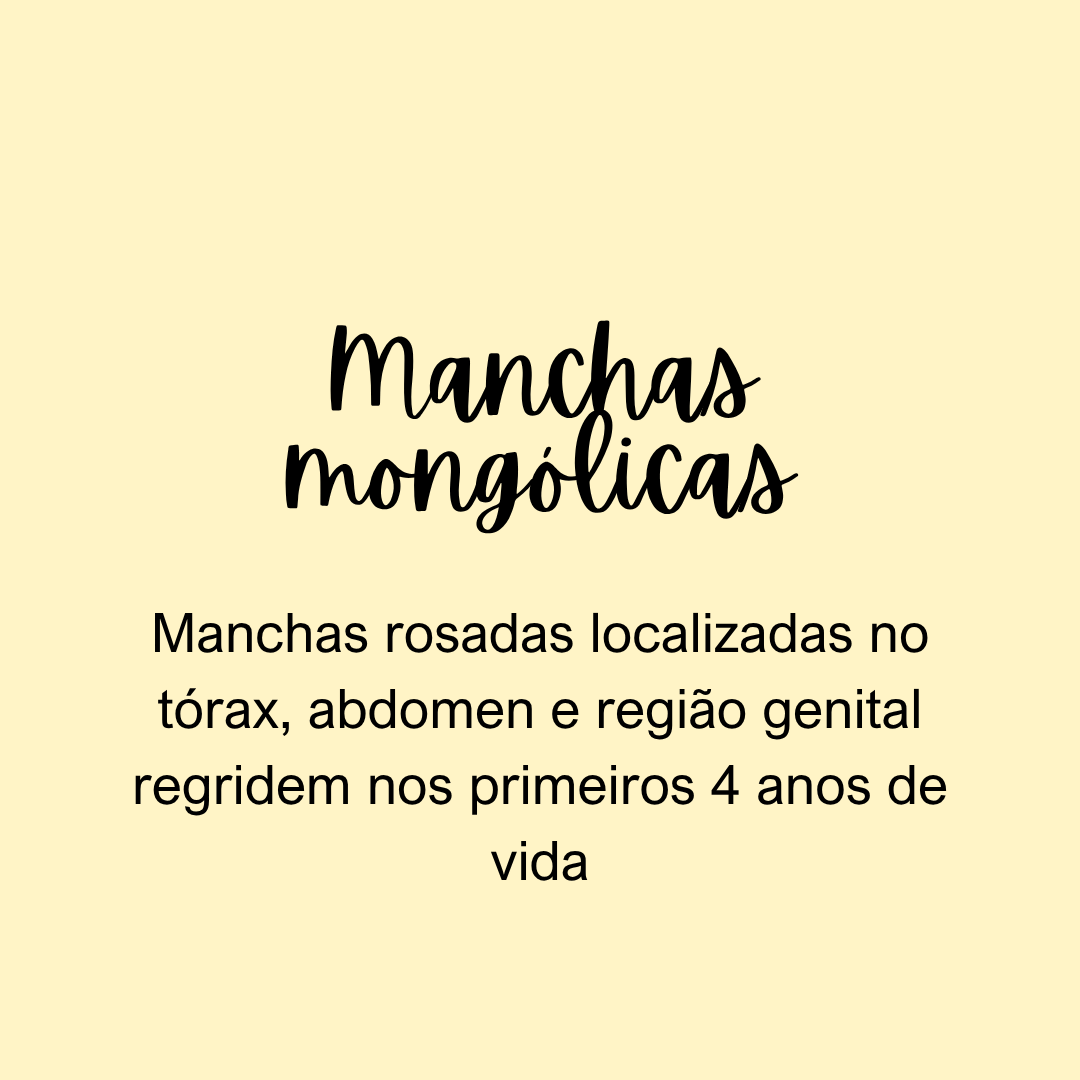 Manchas
mongólicas
Manchas rosadas localizadas no
tórax, abdomen e região genital
regridem nos primeiros 4 anos de
vida